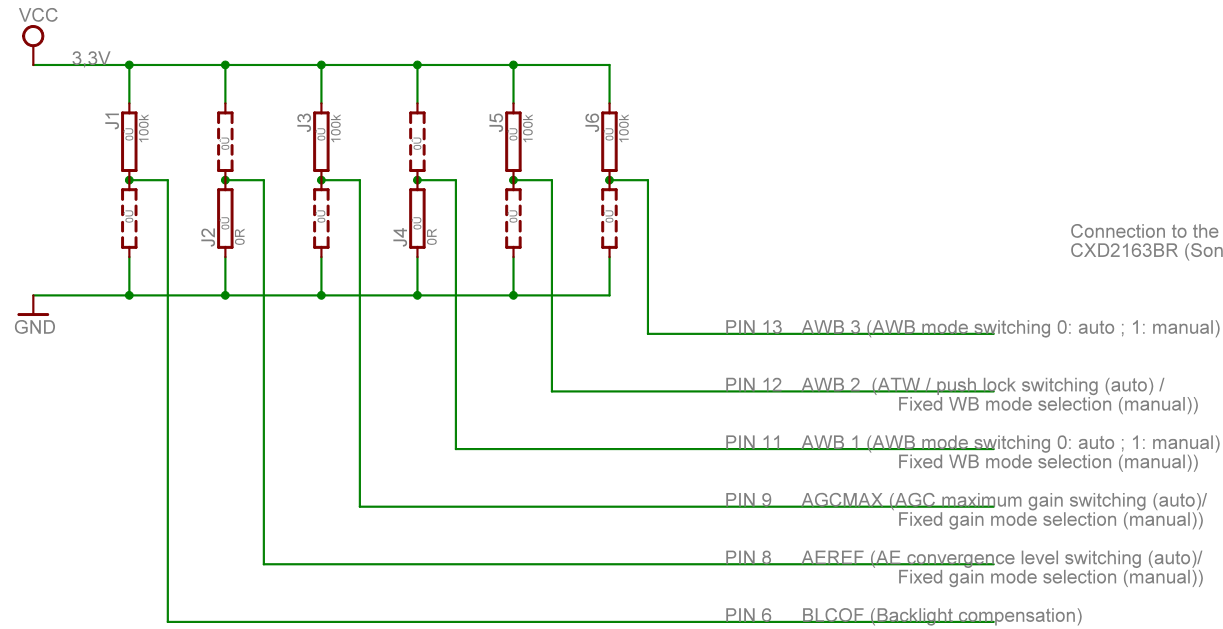 VCC
3,3V
J1 0U 100k
0U
J3 0U 100k
0U
J5 0U 100k
J6 0U 100k
0U
J2 0U 0R
0U
J4 0U 0R
0U
0U
Connection to the
CXD2163BR (Son
GND
PIN 13 AWB 3 (AWB mode switching 0: auto ; 1: manual)
PIN 12 AWB 2 (ATW / push lock switching (auto) /
Fixed WB mode selection (manual))
PIN 11 AWB 1 (AWB mode switching 0: auto ; 1: manual)
Fixed WB mode selection (manual))
PIN 9 AGCMAX (AGC maximum gain switching (auto)/
Fixed gain mode selection (manual))
PIN 8 AEREF (AE convergence level switching (auto)/
Fixed gain mode selection (manual))
PIN 6 BLCOF (Backlight compensation)